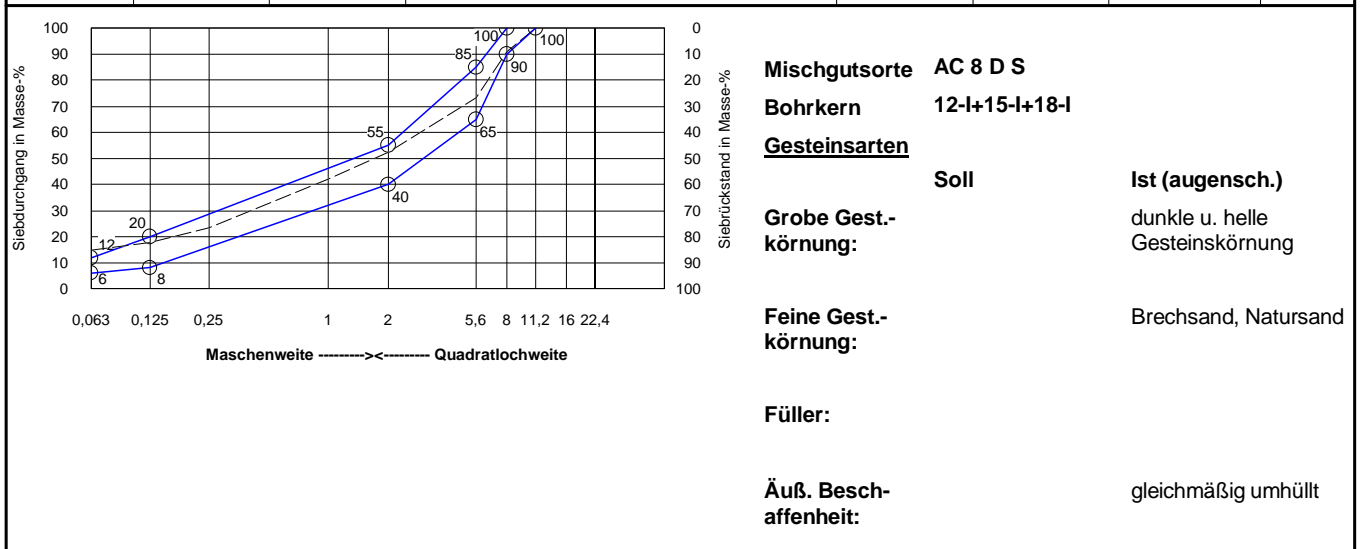 100
90
80
70
60
50
40
30
20
10
0
Siebdurchgang in Masse-%
0
10
20
30
40
50
60
70
80
90
100
Siebrückstand in Masse-%
100
100
85
90
55
65
40
20
12
6
8
0,063 0,125 0,25 1 2 5,6 8 11,2 16 22,4
Maschenweite --------->< --------- Quadratlochweite
Mischgutsorte AC 8 D S
Bohrkern 12-I+15-I+18-I
Gesteinsarten
Soll Ist (augensch.)
Grobe Gest.- dunkle u. helle
körnung: Gesteinskörnung
Feine Gest.- Brechsand, Natursand
körnung:
Füller:
Äuß. Besch- gleichmäßig umhüllt
affenheit: